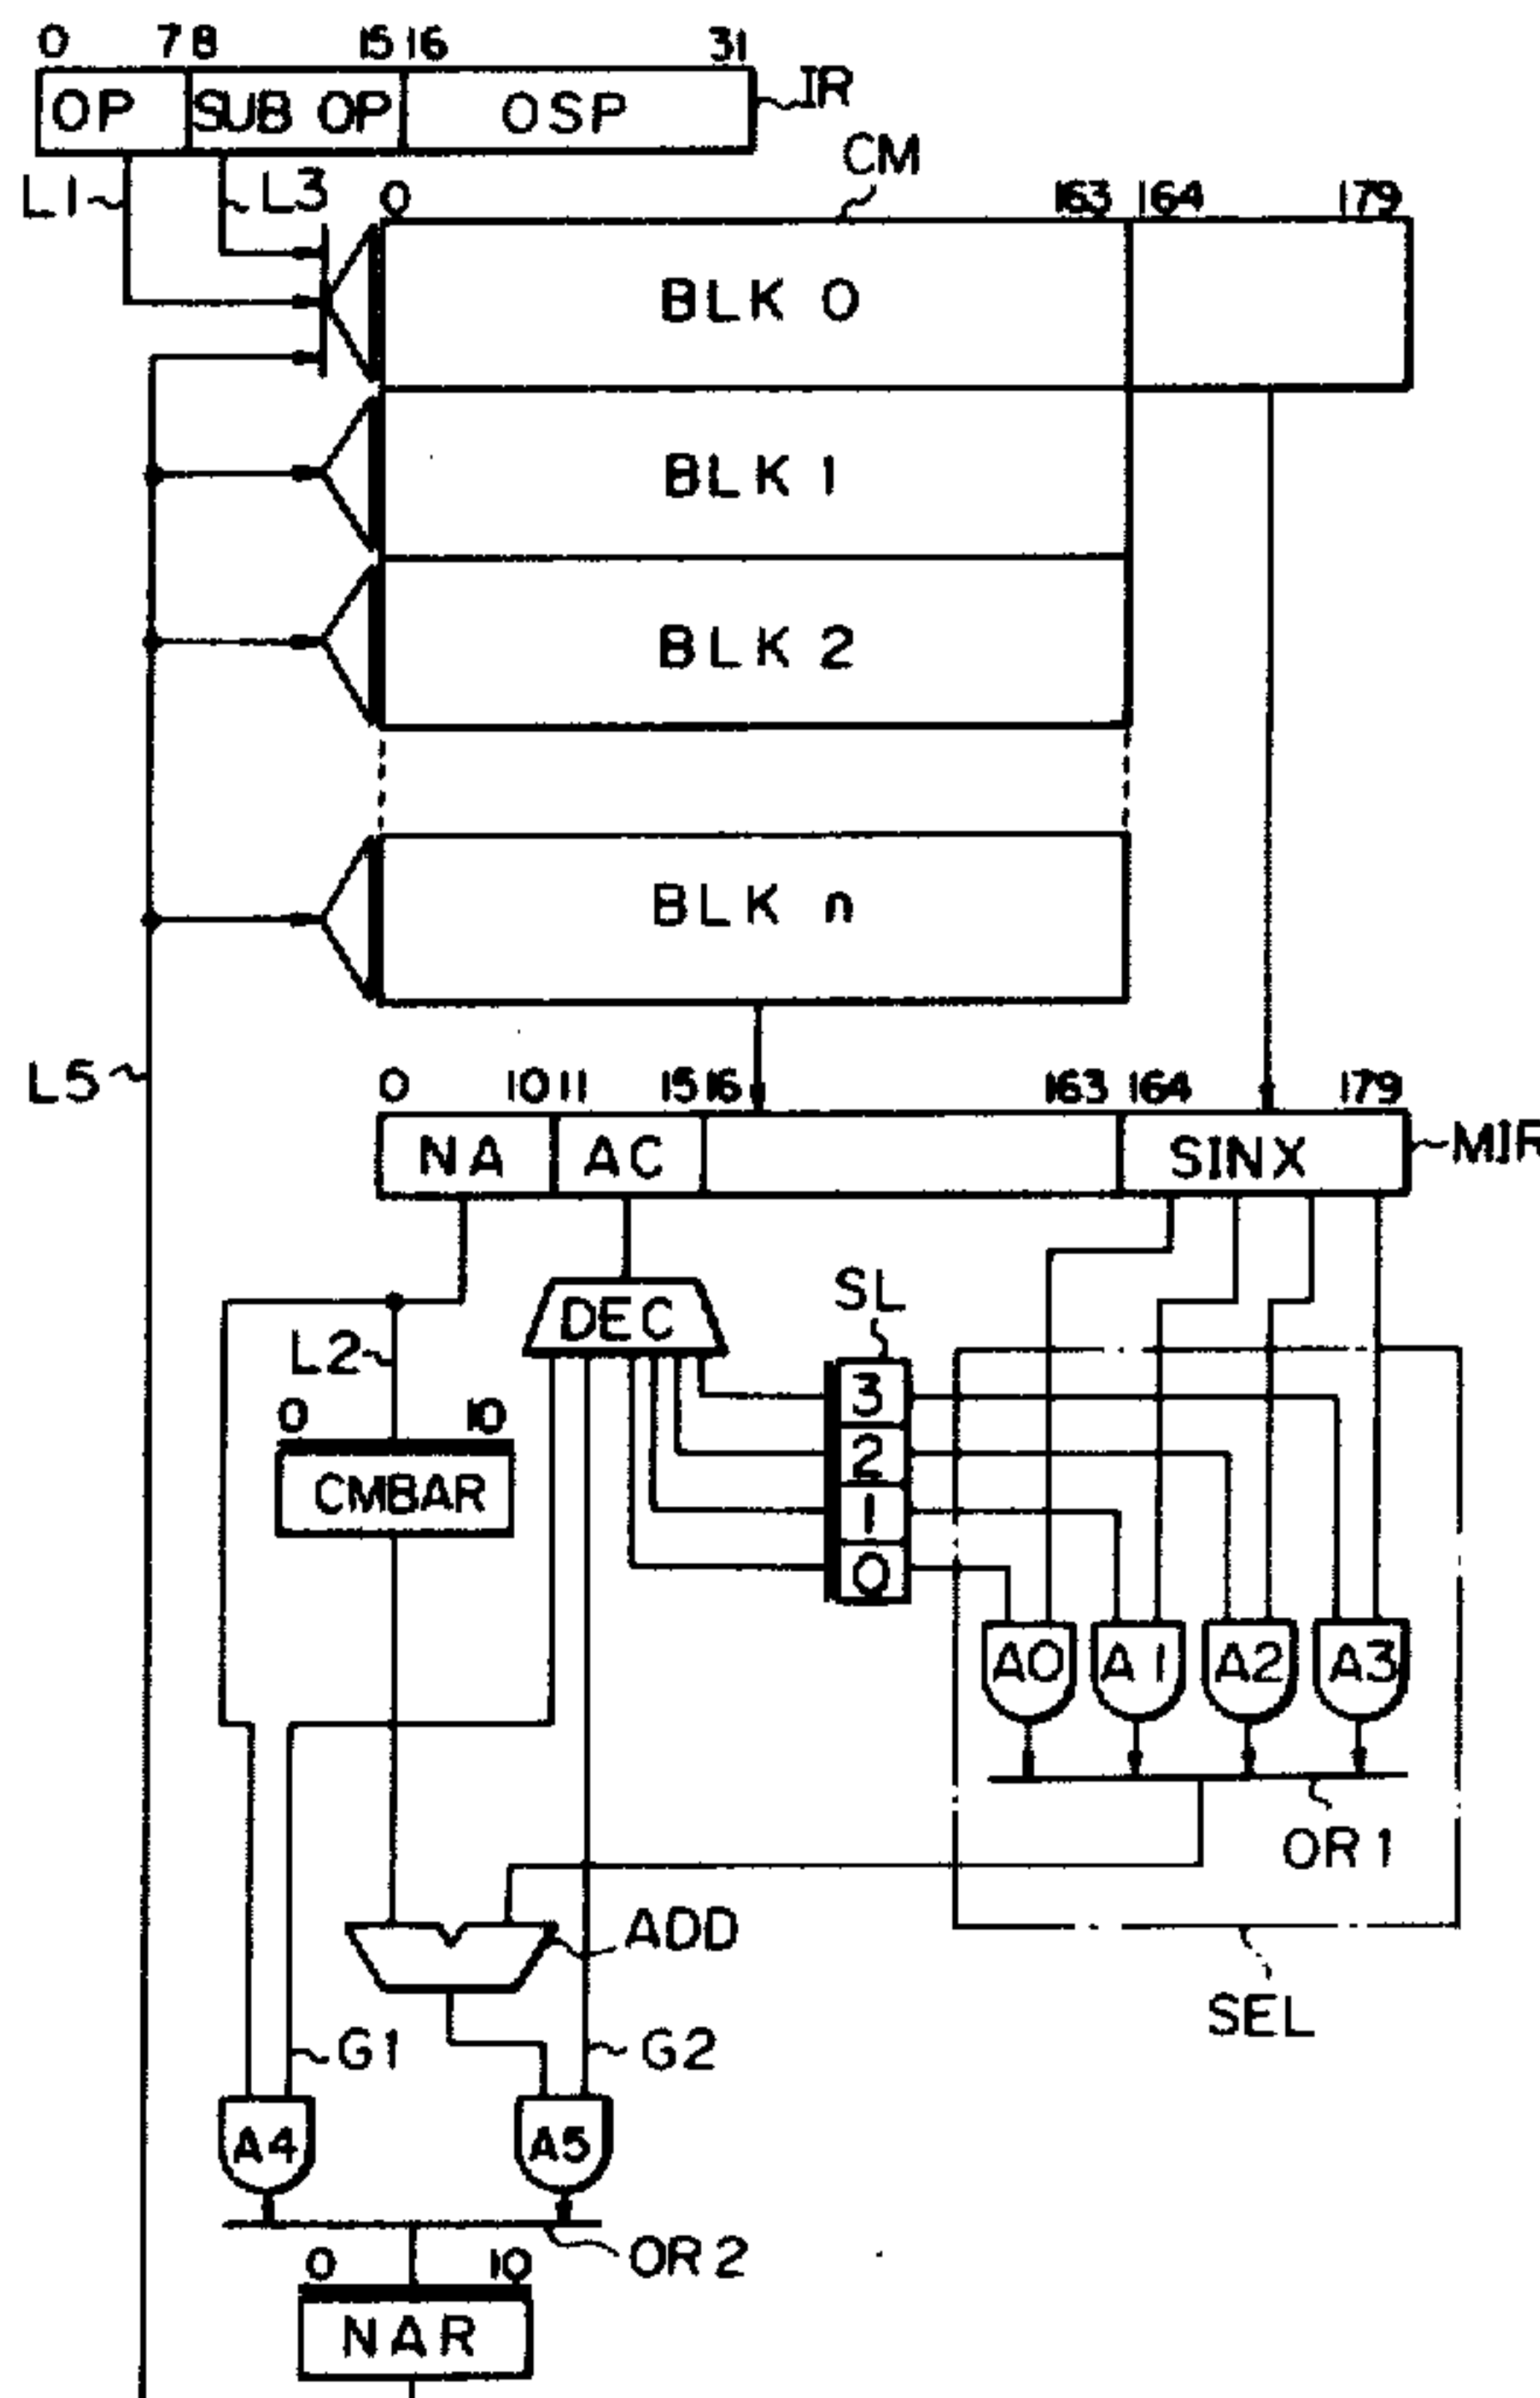 0 7 8 15 16 31
OP SUB OP OSP IR
CM
L1 L3 0 163 164 179
BLK 0
BLK 1
BLK 2
BLK n
L5 0 10 11 15 16 163 164 179
NA AC SINX MIR
DEC SL
L2
0 10 3
CMBAR 2
1
0
A0 A1 A2 A3
OR1
ADD
SEL
G1 G2
A4 A5
OR2
0 10
NAR